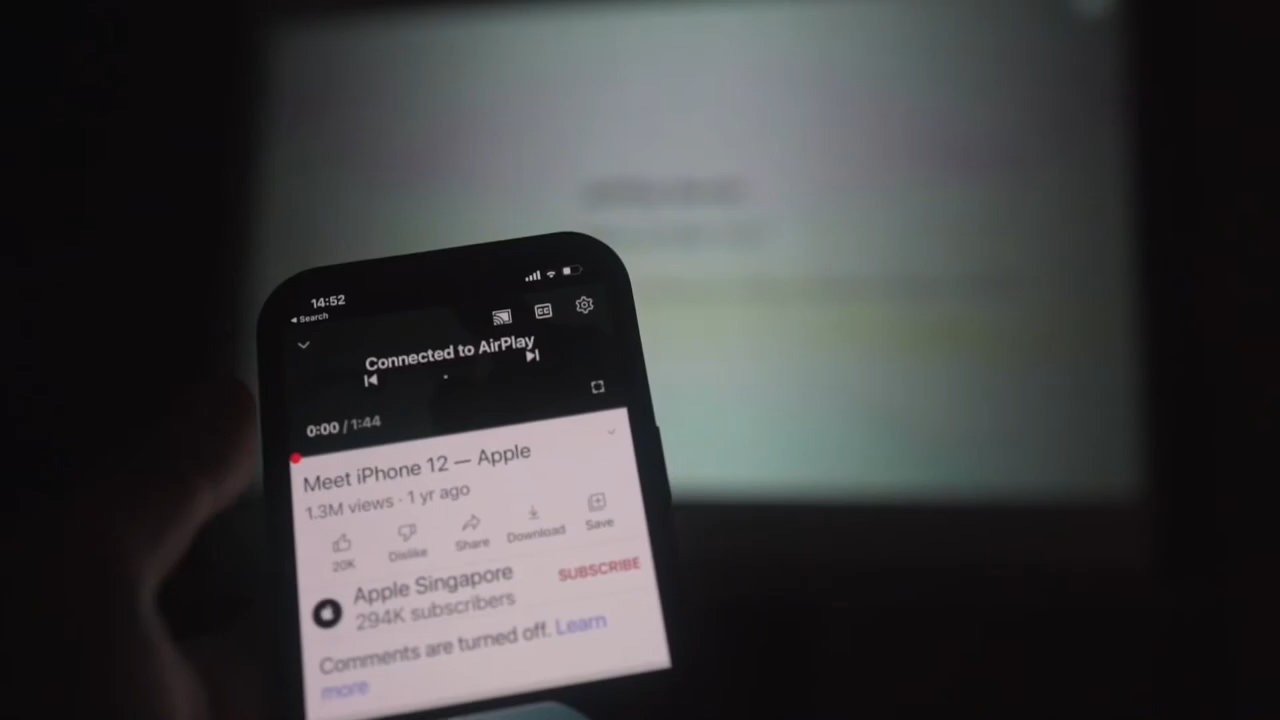 14:52
◀ Search
CC
Connected to AirPlay
0:00 / 1:44
Meet iPhone 12 — Apple
1.3M views · 1 yr ago
20K Dislike Share Download Save
Apple Singapore SUBSCRIBE
294K subscribers
Comments are turned off. Learn
more